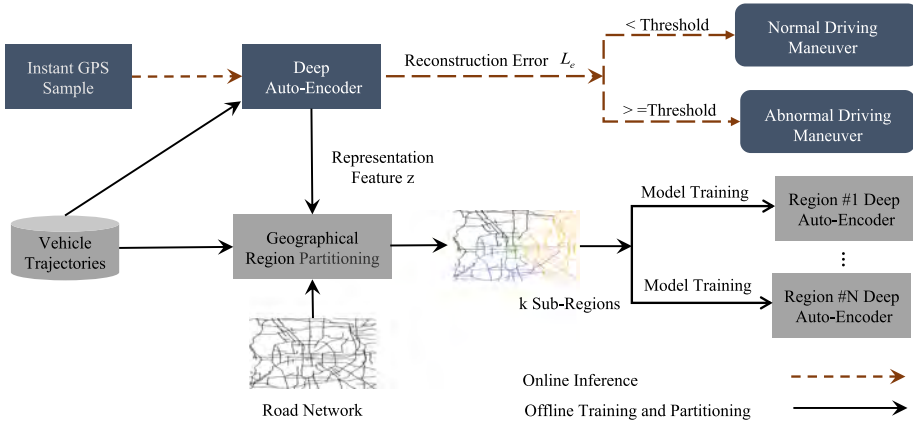 < Threshold
Normal Driving
Maneuver
Instant GPS
Sample
Deep
Auto-Encoder
Reconstruction Error Lₑ
> =Threshold
Abnormal Driving
Maneuver
Representation
Feature z
Vehicle
Trajectories
Geographical
Region Partitioning
k Sub-Regions
Model Training
Region #1 Deep
Auto-Encoder
...
Model Training
Region #N Deep
Auto-Encoder
Road Network
Online Inference
Offline Training and Partitioning